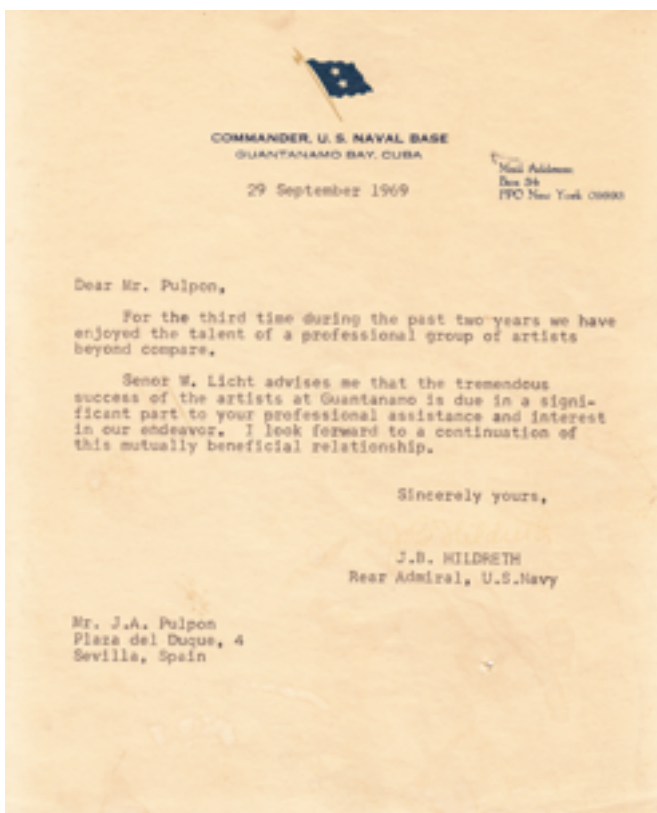 COMMANDER, U. S. NAVAL BASE
GUANTANAMO BAY, CUBA
29 September 1969
Mail Address:
Box 34
FPO New York
Dear Mr. Pulpon,
For the third time during the past two years we have
enjoyed the talent of a professional group of artists
beyond compare.
Senor W. Licht advises me that the tremendous
success of the artists at Guantanamo is due in a signi-
ficant part to your professional assistance and interest
in our endeavor. I look forward to a continuation of
this mutually beneficial relationship.
Sincerely yours,
J.B. HILDRETH
Rear Admiral, U.S.Navy
Mr. J.A. Pulpon
Plaza del Duque, 4
Sevilla, Spain